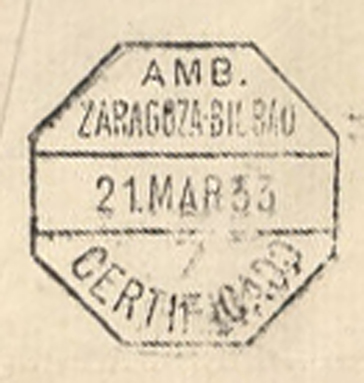 AMB.
ZARAGOZA-BILBAO
21.MAR 33
CERTIFICADO